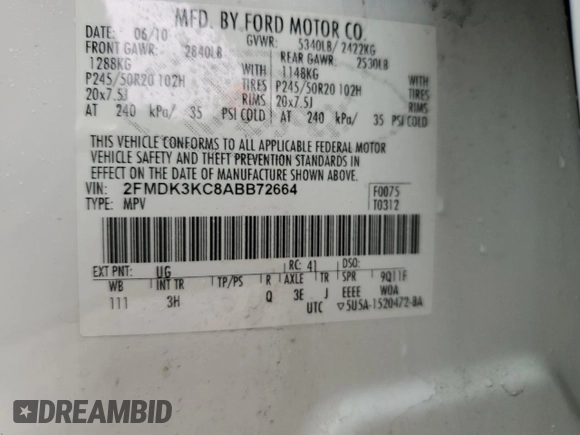 MFD. BY FORD MOTOR CO.
DATE: 06/10 GVWR: 5340LB/ 2422KG
FRONT GAWR: 2840LB REAR GAWR: 2530LB
1288KG WITH 1148KG WITH
P245/50R20 102H TIRES P245/50R20 102H TIRES
20x7.5J RIMS 20x7.5J RIMS
AT 240 kPa/ 35 PSI COLD AT 240 kPa/ 35 PSI COLD
THIS VEHICLE CONFORMS TO ALL APPLICABLE FEDERAL MOTOR
VEHICLE SAFETY AND THEFT PREVENTION STANDARDS IN
EFFECT ON THE DATE OF MANUFACTURE SHOWN ABOVE.
VIN: 2FMDK3KC8ABB72664 F0075
TYPE: MPV T0312
EXT PNT: UG RC: 41 DSO:
WB INT TR TP/PS R AXLE TR SPR 9Q11F
111 3H Q 3E J EEEE W0A
UTC ▽5U5A-1520472-BA
DREAMBID